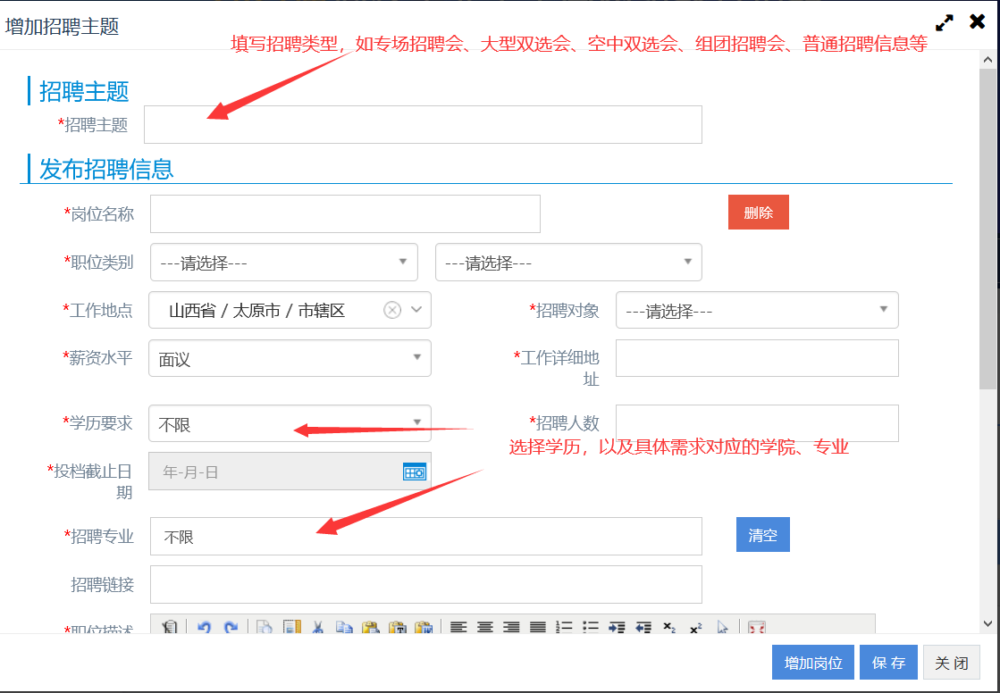 增加招聘主题
填写招聘类型，如专场招聘会、大型双选会、空中双选会、组团招聘会、普通招聘信息等
招聘主题
*招聘主题
发布招聘信息
*岗位名称
删除
*职位类别
---请选择---
---请选择---
*工作地点
山西省 / 太原市 / 市辖区
*招聘对象
---请选择---
*薪资水平
面议
*工作详细地
址
*学历要求
不限
*招聘人数
选择学历，以及具体需求对应的学院、专业
*投档截止日
期
年-月-日
*招聘专业
不限
清空
招聘链接
*职位描述
增加岗位
保 存
关 闭